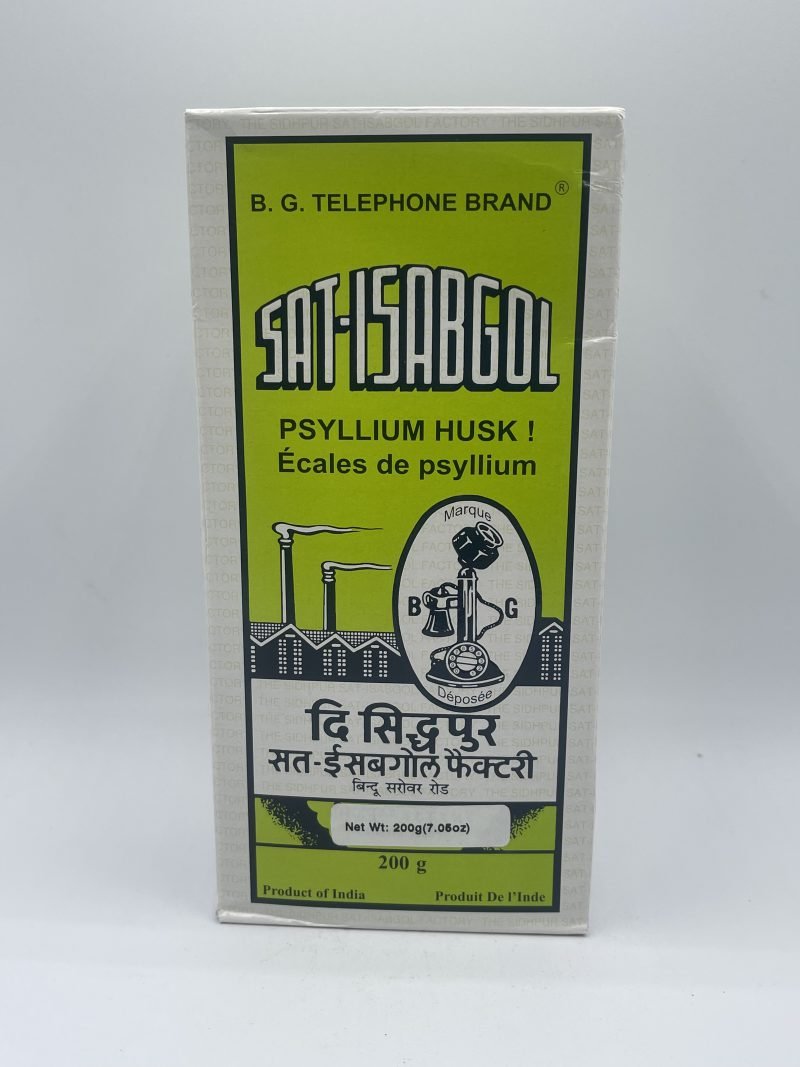 B. G. TELEPHONE BRAND ®
SAT-ISABGOL
PSYLLIUM HUSK !
Écales de psyllium
Marque
B G
Déposée
दि सिद्धपुर
सत-ईसबगोल फैक्टरी
बिन्दू सरोवर रोड
Net Wt: 200g(7.05oz)
200 g
Product of India Produit De l'Inde